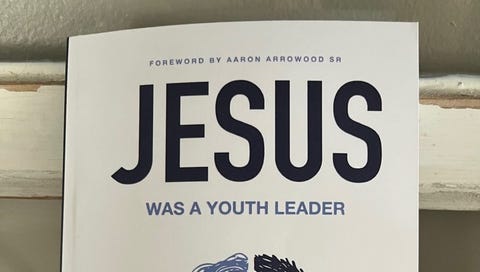 FOREWORD BY AARON ARROWOOD SR
JESUS
WAS A YOUTH LEADER